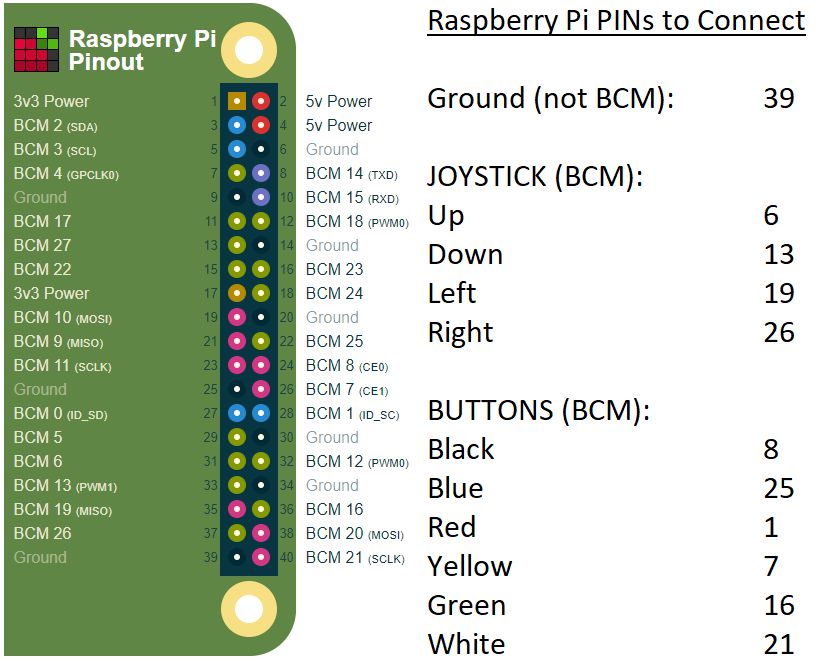 Raspberry Pi
Pinout
3v3 Power 1 2 5v Power
BCM 2 (SDA) 3 4 5v Power
BCM 3 (SCL) 5 6 Ground
BCM 4 (GPCLK0) 7 8 BCM 14 (TXD)
Ground 9 10 BCM 15 (RXD)
BCM 17 11 12 BCM 18 (PWM0)
BCM 27 13 14 Ground
BCM 22 15 16 BCM 23
3v3 Power 17 18 BCM 24
BCM 10 (MOSI) 19 20 Ground
BCM 9 (MISO) 21 22 BCM 25
BCM 11 (SCLK) 23 24 BCM 8 (CE0)
Ground 25 26 BCM 7 (CE1)
BCM 0 (ID_SD) 27 28 BCM 1 (ID_SC)
BCM 5 29 30 Ground
BCM 6 31 32 BCM 12 (PWM0)
BCM 13 (PWM1) 33 34 Ground
BCM 19 (MISO) 35 36 BCM 16
BCM 26 37 38 BCM 20 (MOSI)
Ground 39 40 BCM 21 (SCLK)
Raspberry Pi PINs to Connect
Ground (not BCM): 39
JOYSTICK (BCM):
Up 6
Down 13
Left 19
Right 26
BUTTONS (BCM):
Black 8
Blue 25
Red 1
Yellow 7
Green 16
White 21